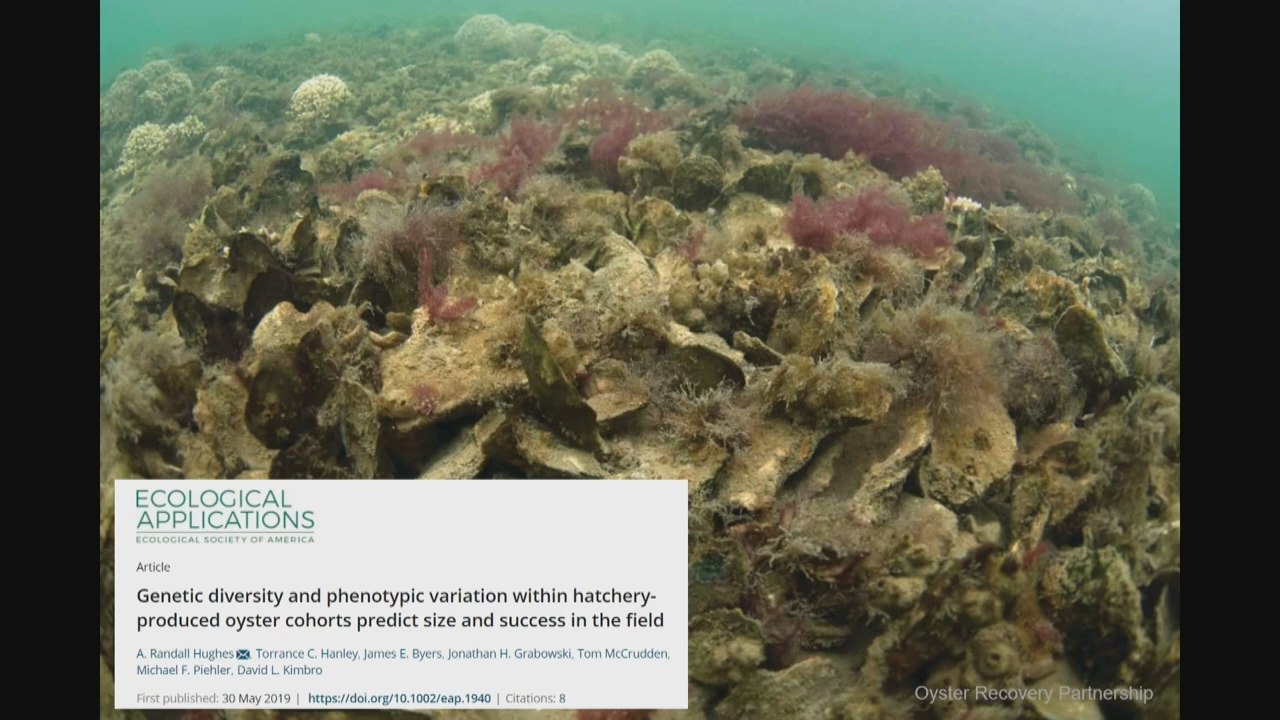 ECOLOGICAL
APPLICATIONS
ECOLOGICAL SOCIETY OF AMERICA
Article
Genetic diversity and phenotypic variation within hatchery-
produced oyster cohorts predict size and success in the field
A. Randall Hughes, Torrance C. Hanley, James E. Byers, Jonathan H. Grabowski, Tom McCrudden,
Michael F. Piehler, David L. Kimbro
First published: 30 May 2019 | https://doi.org/10.1002/eap.1940 | Citations: 8
Oyster Recovery Partnership